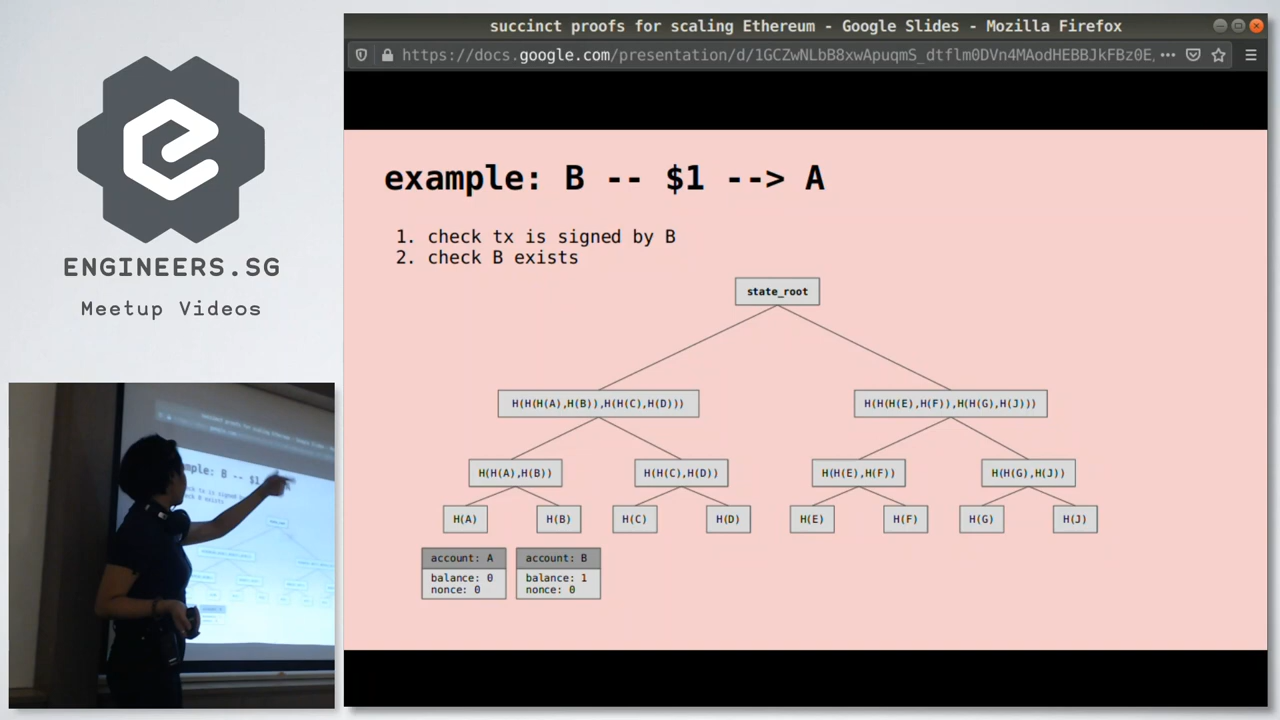 succinct proofs for scaling Ethereum - Google Slides - Mozilla Firefox
https://docs.google.com/presentation/d/1GCZwNLbB8xwApuqmS_dtflm0DVn4MAodHEBBJkFBz0E,
ENGINEERS.SG
Meetup Videos
example: B -- $1 --> A
1. check tx is signed by B
2. check B exists
state_root
H(H(H(A),H(B)),H(H(C),H(D)))
H(H(H(E),H(F)),H(H(G),H(J)))
H(H(A),H(B))
H(H(C),H(D))
H(H(E),H(F))
H(H(G),H(J))
H(A)
H(B)
H(C)
H(D)
H(E)
H(F)
H(G)
H(J)
account: A
balance: 0
nonce: 0
account: B
balance: 1
nonce: 0